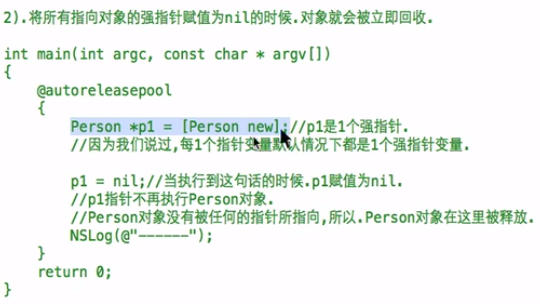 2).将所有指向对象的强指针赋值为nil的时候.对象就会被立即回收.
int main(int argc, const char * argv[])
{
@autoreleasepool
{
Person *p1 = [Person new];//p1是1个强指针.
//因为我们说过,每1个指针变量默认情况下都是1个强指针变量.
p1 = nil;//当执行到这句话的时候.p1赋值为nil.
//p1指针不再执行Person对象.
//Person对象没有被任何的指针所指向,所以.Person对象在这里被释放.
NSLog(@"------");
}
return 0;
}